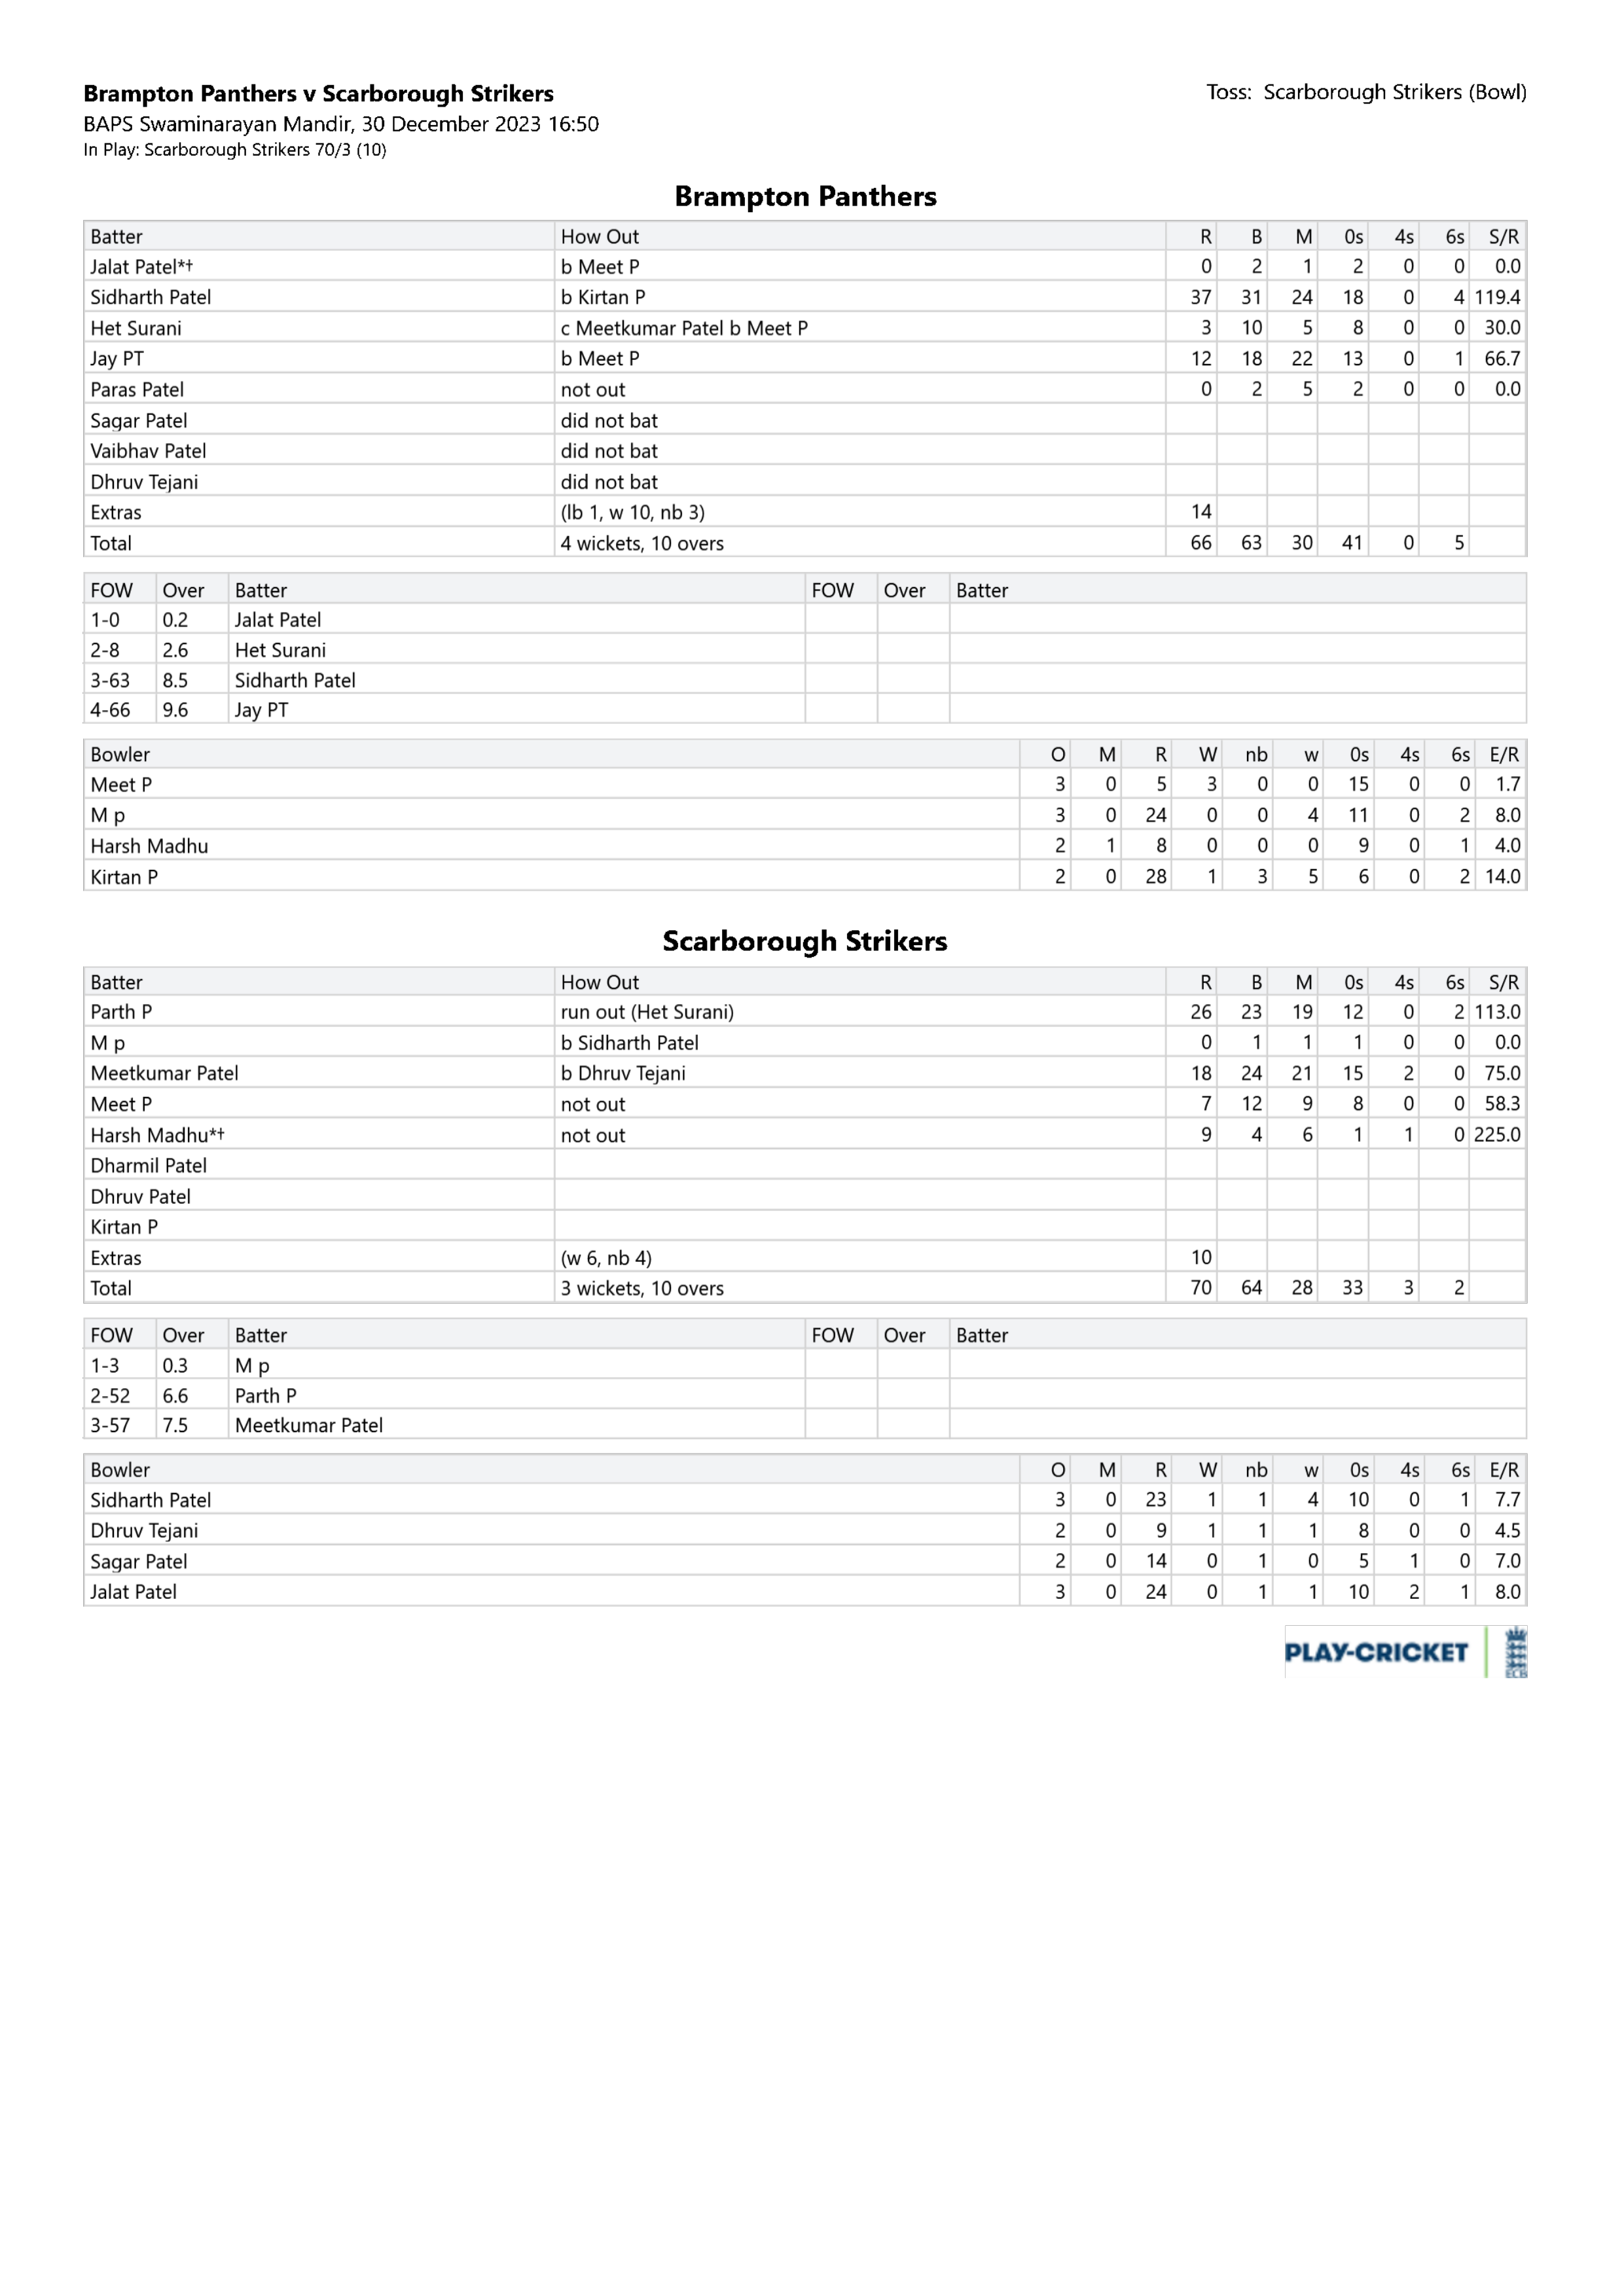 Brampton Panthers v Scarborough Strikers
Toss: Scarborough Strikers (Bowl)
BAPS Swaminarayan Mandir, 30 December 2023 16:50
In Play: Scarborough Strikers 70/3 (10)
Brampton Panthers
Batter How Out R B M 0s 4s 6s S/R
Jalat Patel*† b Meet P 0 2 1 2 0 0 0.0
Sidharth Patel b Kirtan P 37 31 24 18 0 4 119.4
Het Surani c Meetkumar Patel b Meet P 3 10 5 8 0 0 30.0
Jay PT b Meet P 12 18 22 13 0 1 66.7
Paras Patel not out 0 2 5 2 0 0 0.0
Sagar Patel did not bat
Vaibhav Patel did not bat
Dhruv Tejani did not bat
Extras (lb 1, w 10, nb 3) 14
Total 4 wickets, 10 overs 66 63 30 41 0 5
FOW Over Batter FOW Over Batter
1-0 0.2 Jalat Patel
2-8 2.6 Het Surani
3-63 8.5 Sidharth Patel
4-66 9.6 Jay PT
Bowler O M R W nb w 0s 4s 6s E/R
Meet P 3 0 5 3 0 0 15 0 0 1.7
M p 3 0 24 0 0 4 11 0 2 8.0
Harsh Madhu 2 1 8 0 0 0 9 0 1 4.0
Kirtan P 2 0 28 1 3 5 6 0 2 14.0
Scarborough Strikers
Batter How Out R B M 0s 4s 6s S/R
Parth P run out (Het Surani) 26 23 19 12 0 2 113.0
M p b Sidharth Patel 0 1 1 1 0 0 0.0
Meetkumar Patel b Dhruv Tejani 18 24 21 15 2 0 75.0
Meet P not out 7 12 9 8 0 0 58.3
Harsh Madhu*† not out 9 4 6 1 1 0 225.0
Dharmil Patel
Dhruv Patel
Kirtan P
Extras (w 6, nb 4) 10
Total 3 wickets, 10 overs 70 64 28 33 3 2
FOW Over Batter FOW Over Batter
1-3 0.3 M p
2-52 6.6 Parth P
3-57 7.5 Meetkumar Patel
Bowler O M R W nb w 0s 4s 6s E/R
Sidharth Patel 3 0 23 1 1 4 10 0 1 7.7
Dhruv Tejani 2 0 9 1 1 1 8 0 0 4.5
Sagar Patel 2 0 14 0 1 0 5 1 0 7.0
Jalat Patel 3 0 24 0 1 1 10 2 1 8.0
PLAY-CRICKET ECB